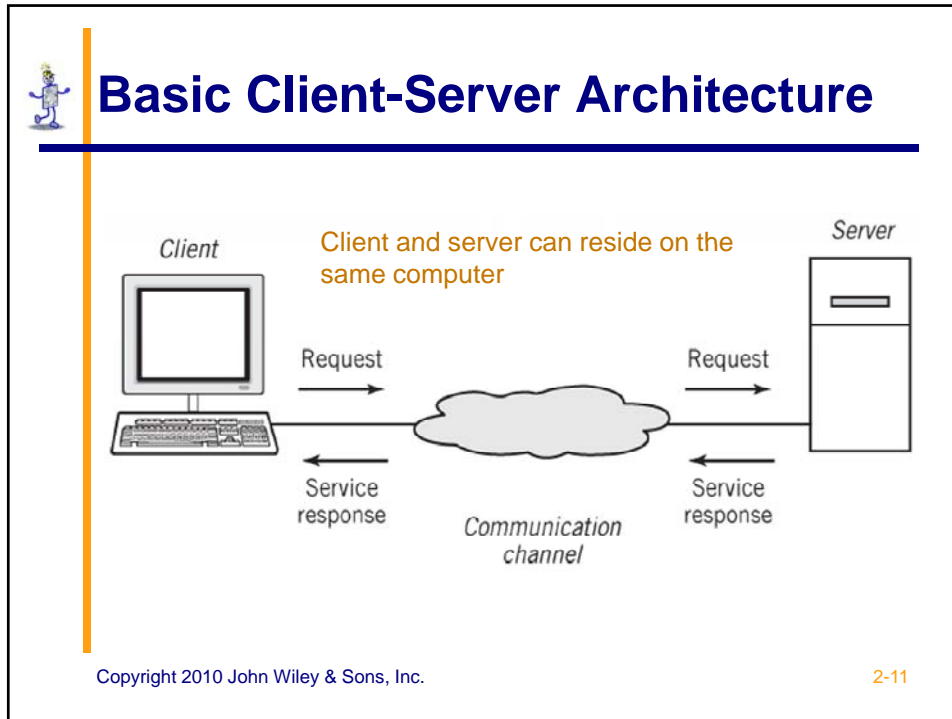 Basic Client-Server Architecture
Client
Client and server can reside on the
same computer
Server
Request
Request
Service
response
Communication
channel
Service
response
Copyright 2010 John Wiley & Sons, Inc.
2-11